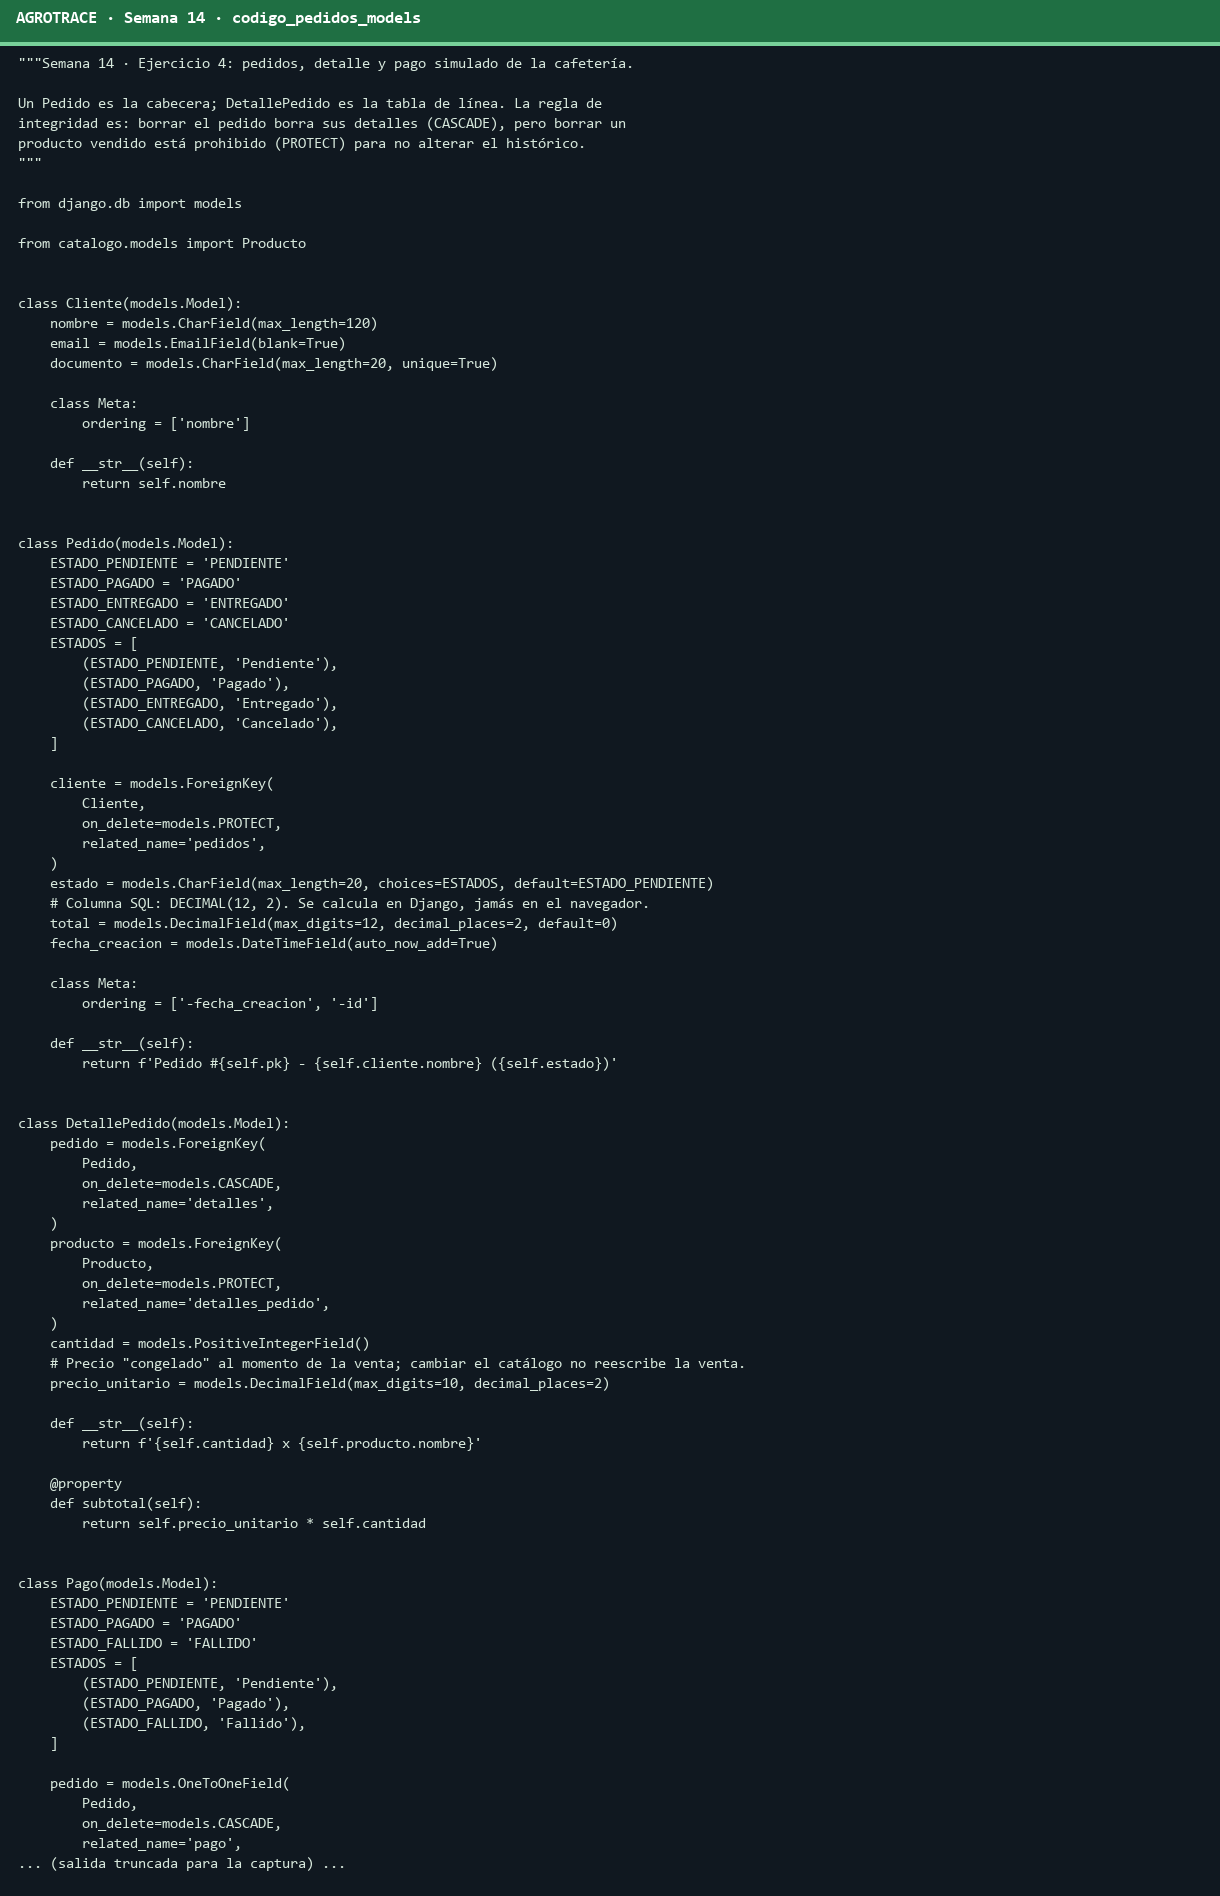 AGROTRACE · Semana 14 · codigo_pedidos_models
"""Semana 14 · Ejercicio 4: pedidos, detalle y pago simulado de la cafetería.

Un Pedido es la cabecera; DetallePedido es la tabla de línea. La regla de
integridad es: borrar el pedido borra sus detalles (CASCADE), pero borrar un
producto vendido está prohibido (PROTECT) para no alterar el histórico.
"""

from django.db import models

from catalogo.models import Producto


class Cliente(models.Model):
    nombre = models.CharField(max_length=120)
    email = models.EmailField(blank=True)
    documento = models.CharField(max_length=20, unique=True)

    class Meta:
        ordering = ['nombre']

    def __str__(self):
        return self.nombre


class Pedido(models.Model):
    ESTADO_PENDIENTE = 'PENDIENTE'
    ESTADO_PAGADO = 'PAGADO'
    ESTADO_ENTREGADO = 'ENTREGADO'
    ESTADO_CANCELADO = 'CANCELADO'
    ESTADOS = [
        (ESTADO_PENDIENTE, 'Pendiente'),
        (ESTADO_PAGADO, 'Pagado'),
        (ESTADO_ENTREGADO, 'Entregado'),
        (ESTADO_CANCELADO, 'Cancelado'),
    ]

    cliente = models.ForeignKey(
        Cliente,
        on_delete=models.PROTECT,
        related_name='pedidos',
    )
    estado = models.CharField(max_length=20, choices=ESTADOS, default=ESTADO_PENDIENTE)
    # Columna SQL: DECIMAL(12, 2). Se calcula en Django, jamás en el navegador.
    total = models.DecimalField(max_digits=12, decimal_places=2, default=0)
    fecha_creacion = models.DateTimeField(auto_now_add=True)

    class Meta:
        ordering = ['-fecha_creacion', '-id']

    def __str__(self):
        return f'Pedido #{self.pk} - {self.cliente.nombre} ({self.estado})'


class DetallePedido(models.Model):
    pedido = models.ForeignKey(
        Pedido,
        on_delete=models.CASCADE,
        related_name='detalles',
    )
    producto = models.ForeignKey(
        Producto,
        on_delete=models.PROTECT,
        related_name='detalles_pedido',
    )
    cantidad = models.PositiveIntegerField()
    # Precio "congelado" al momento de la venta; cambiar el catálogo no reescribe la venta.
    precio_unitario = models.DecimalField(max_digits=10, decimal_places=2)

    def __str__(self):
        return f'{self.cantidad} x {self.producto.nombre}'

    @property
    def subtotal(self):
        return self.precio_unitario * self.cantidad


class Pago(models.Model):
    ESTADO_PENDIENTE = 'PENDIENTE'
    ESTADO_PAGADO = 'PAGADO'
    ESTADO_FALLIDO = 'FALLIDO'
    ESTADOS = [
        (ESTADO_PENDIENTE, 'Pendiente'),
        (ESTADO_PAGADO, 'Pagado'),
        (ESTADO_FALLIDO, 'Fallido'),
    ]

    pedido = models.OneToOneField(
        Pedido,
        on_delete=models.CASCADE,
        related_name='pago',
... (salida truncada para la captura) ...